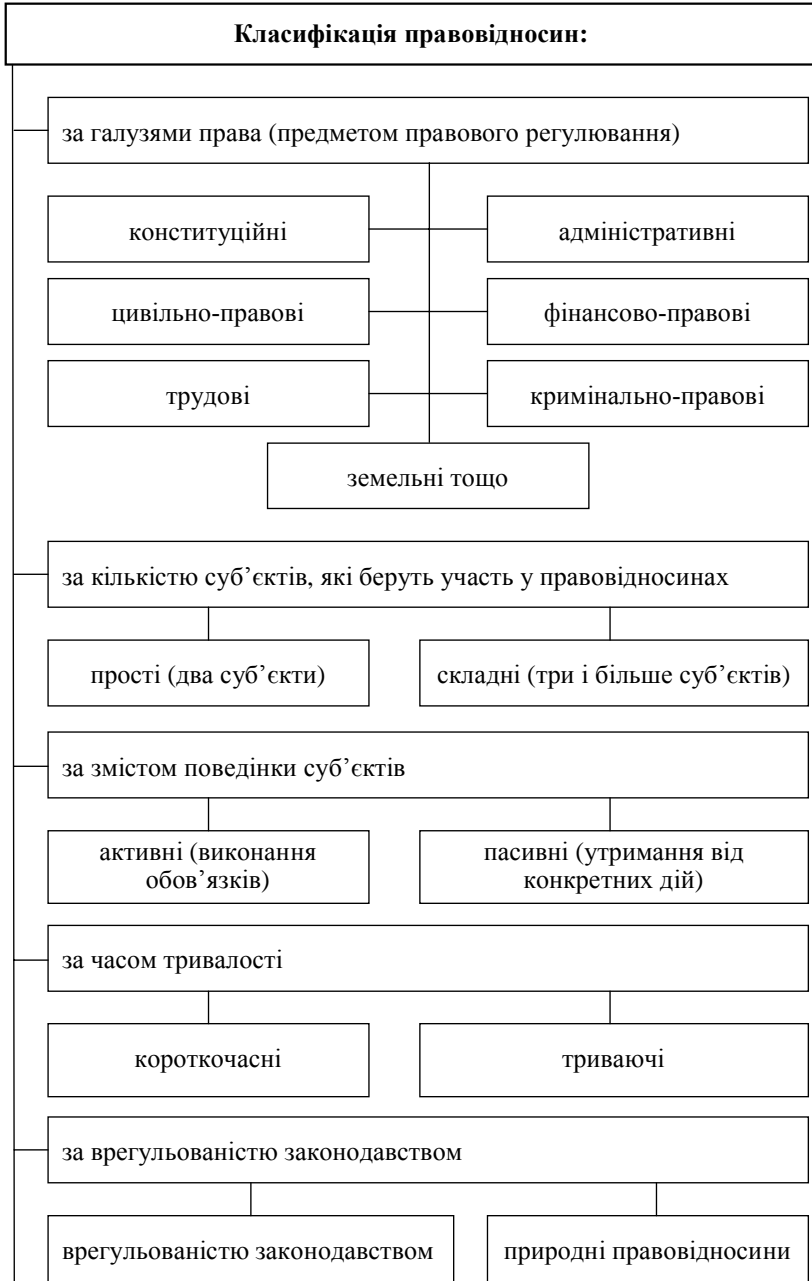 Класифікація правовідносин:
за галузями права (предметом правового регулювання)
конституційні
адміністративні
цивільно-правові
фінансово-правові
трудові
кримінально-правові
земельні тощо
за кількістю суб’єктів, які беруть участь у правовідносинах
прості (два суб’єкти)
складні (три і більше суб’єктів)
за змістом поведінки суб’єктів
активні (виконання
обов’язків)
пасивні (утримання від
конкретних дій)
за часом тривалості
короткочасні
триваючі
за врегульованістю законодавством
врегульованістю законодавством
природні правовідносини